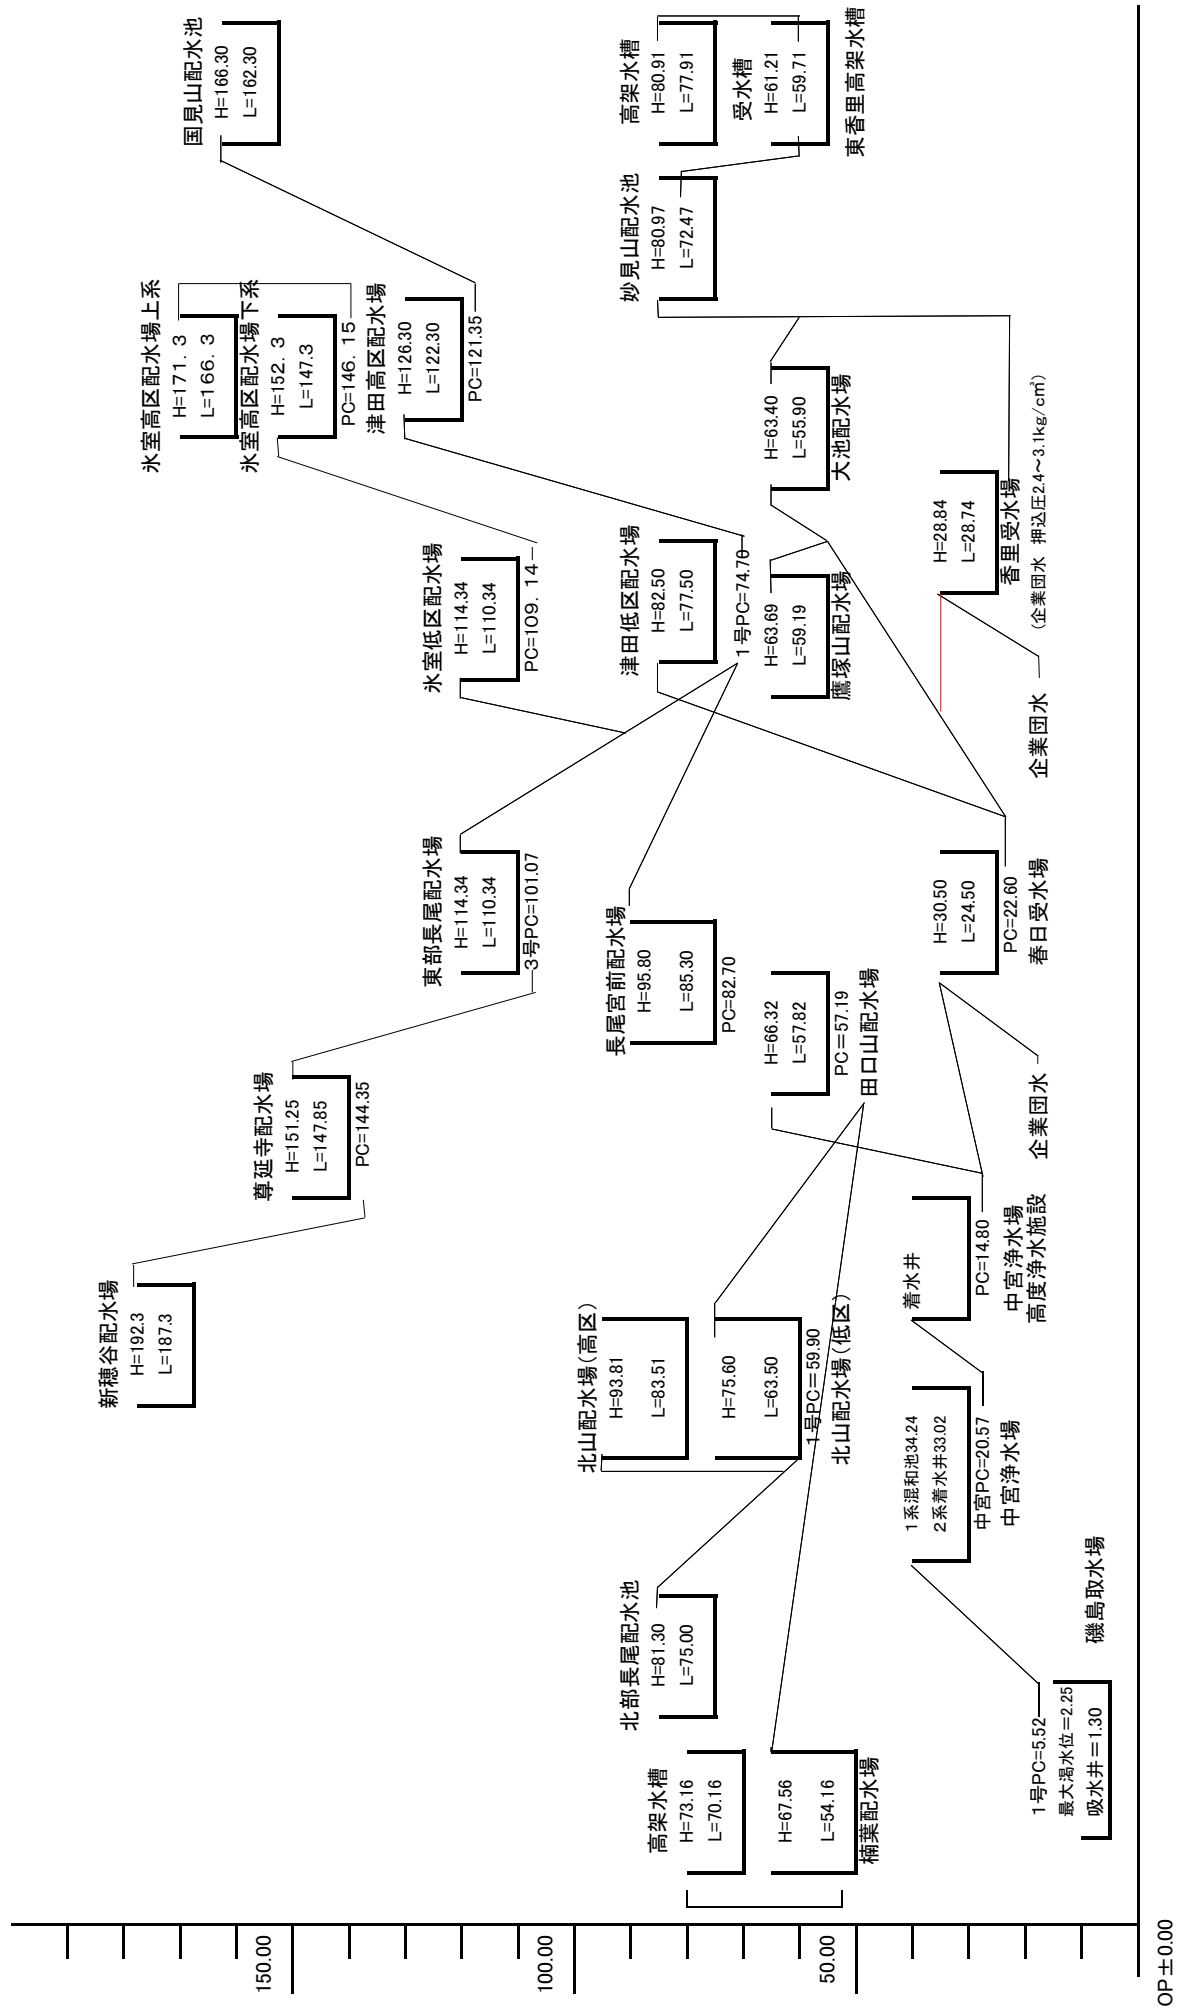 新穂谷配水場
H=192.3
L=187.3
尊延寺配水場
H=151.25
L=147.85
PC=144.35
氷室高区配水場上系
H=171．3
L=166．3
氷室高区配水場下系
H=152．3
L=147.3
PC=146．15
国見山配水池
H=166.30
L=162.30
津田高区配水場
H=126.30
L=122.30
PC=121.35
東部長尾配水場
H=114.34
L=110.34
3号PC=101.07
氷室低区配水場
H=114.34
L=110.34
PC=109．14
北山配水場（高区）
H=93.81
L=83.51
H=75.60
L=63.50
1号PC＝59.90
北山配水場（低区）
長尾宮前配水場
H=95.80
L=85.30
PC=82.70
津田低区配水場
H=82.50
L=77.50
1号PC=74.70
妙見山配水池
H=80.97
L=72.47
高架水槽
H=80.91
L=77.91
受水槽
H=61.21
L=59.71
東香里高架水槽
高架水槽
H=73.16
L=70.16
H=67.56
L=54.16
楠葉配水場
北部長尾配水池
H=81.30
L=75.00
H=66.32
L=57.82
PC＝57.19
田口山配水場
H=63.69
L=59.19
鷹塚山配水場
H=63.40
L=55.90
大池配水場
1号PC=5.52
最大渇水位＝2.25
吸水井＝1.30
磯島取水場
1系混和池34.24
2系着水井33.02
中宮PC=20.57
中宮浄水場
着水井
PC=14.80
中宮浄水場
高度浄水施設
企業団水
H=30.50
L=24.50
PC=22.60
春日受水場
企業団水
H=28.84
L=28.74
香里受水場
(企業団水 押込圧2.4～3.1kg/c㎥)
150.00
100.00
50.00
OP±0.00